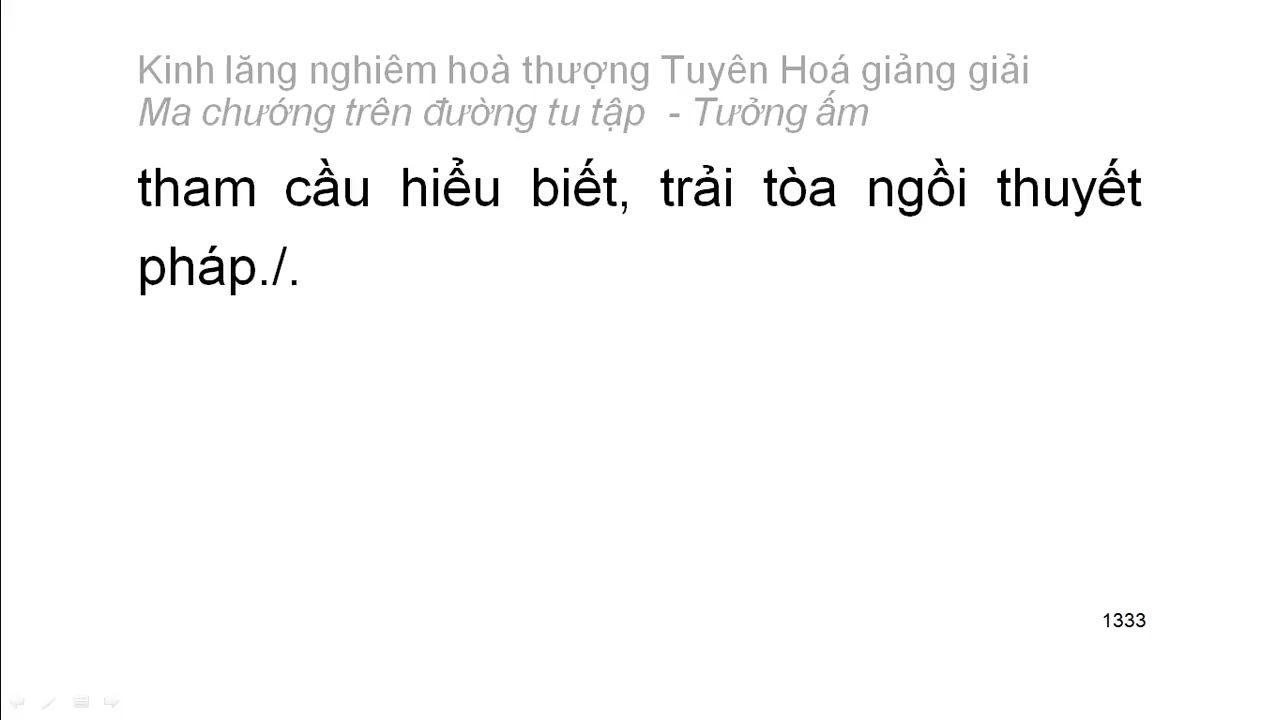 Kinh lăng nghiêm hoà thượng Tuyên Hoá giảng giải
Ma chướng trên đường tu tập - Tưởng ấm
tham cầu hiểu biết, trải tòa ngồi thuyết
pháp./.
1333